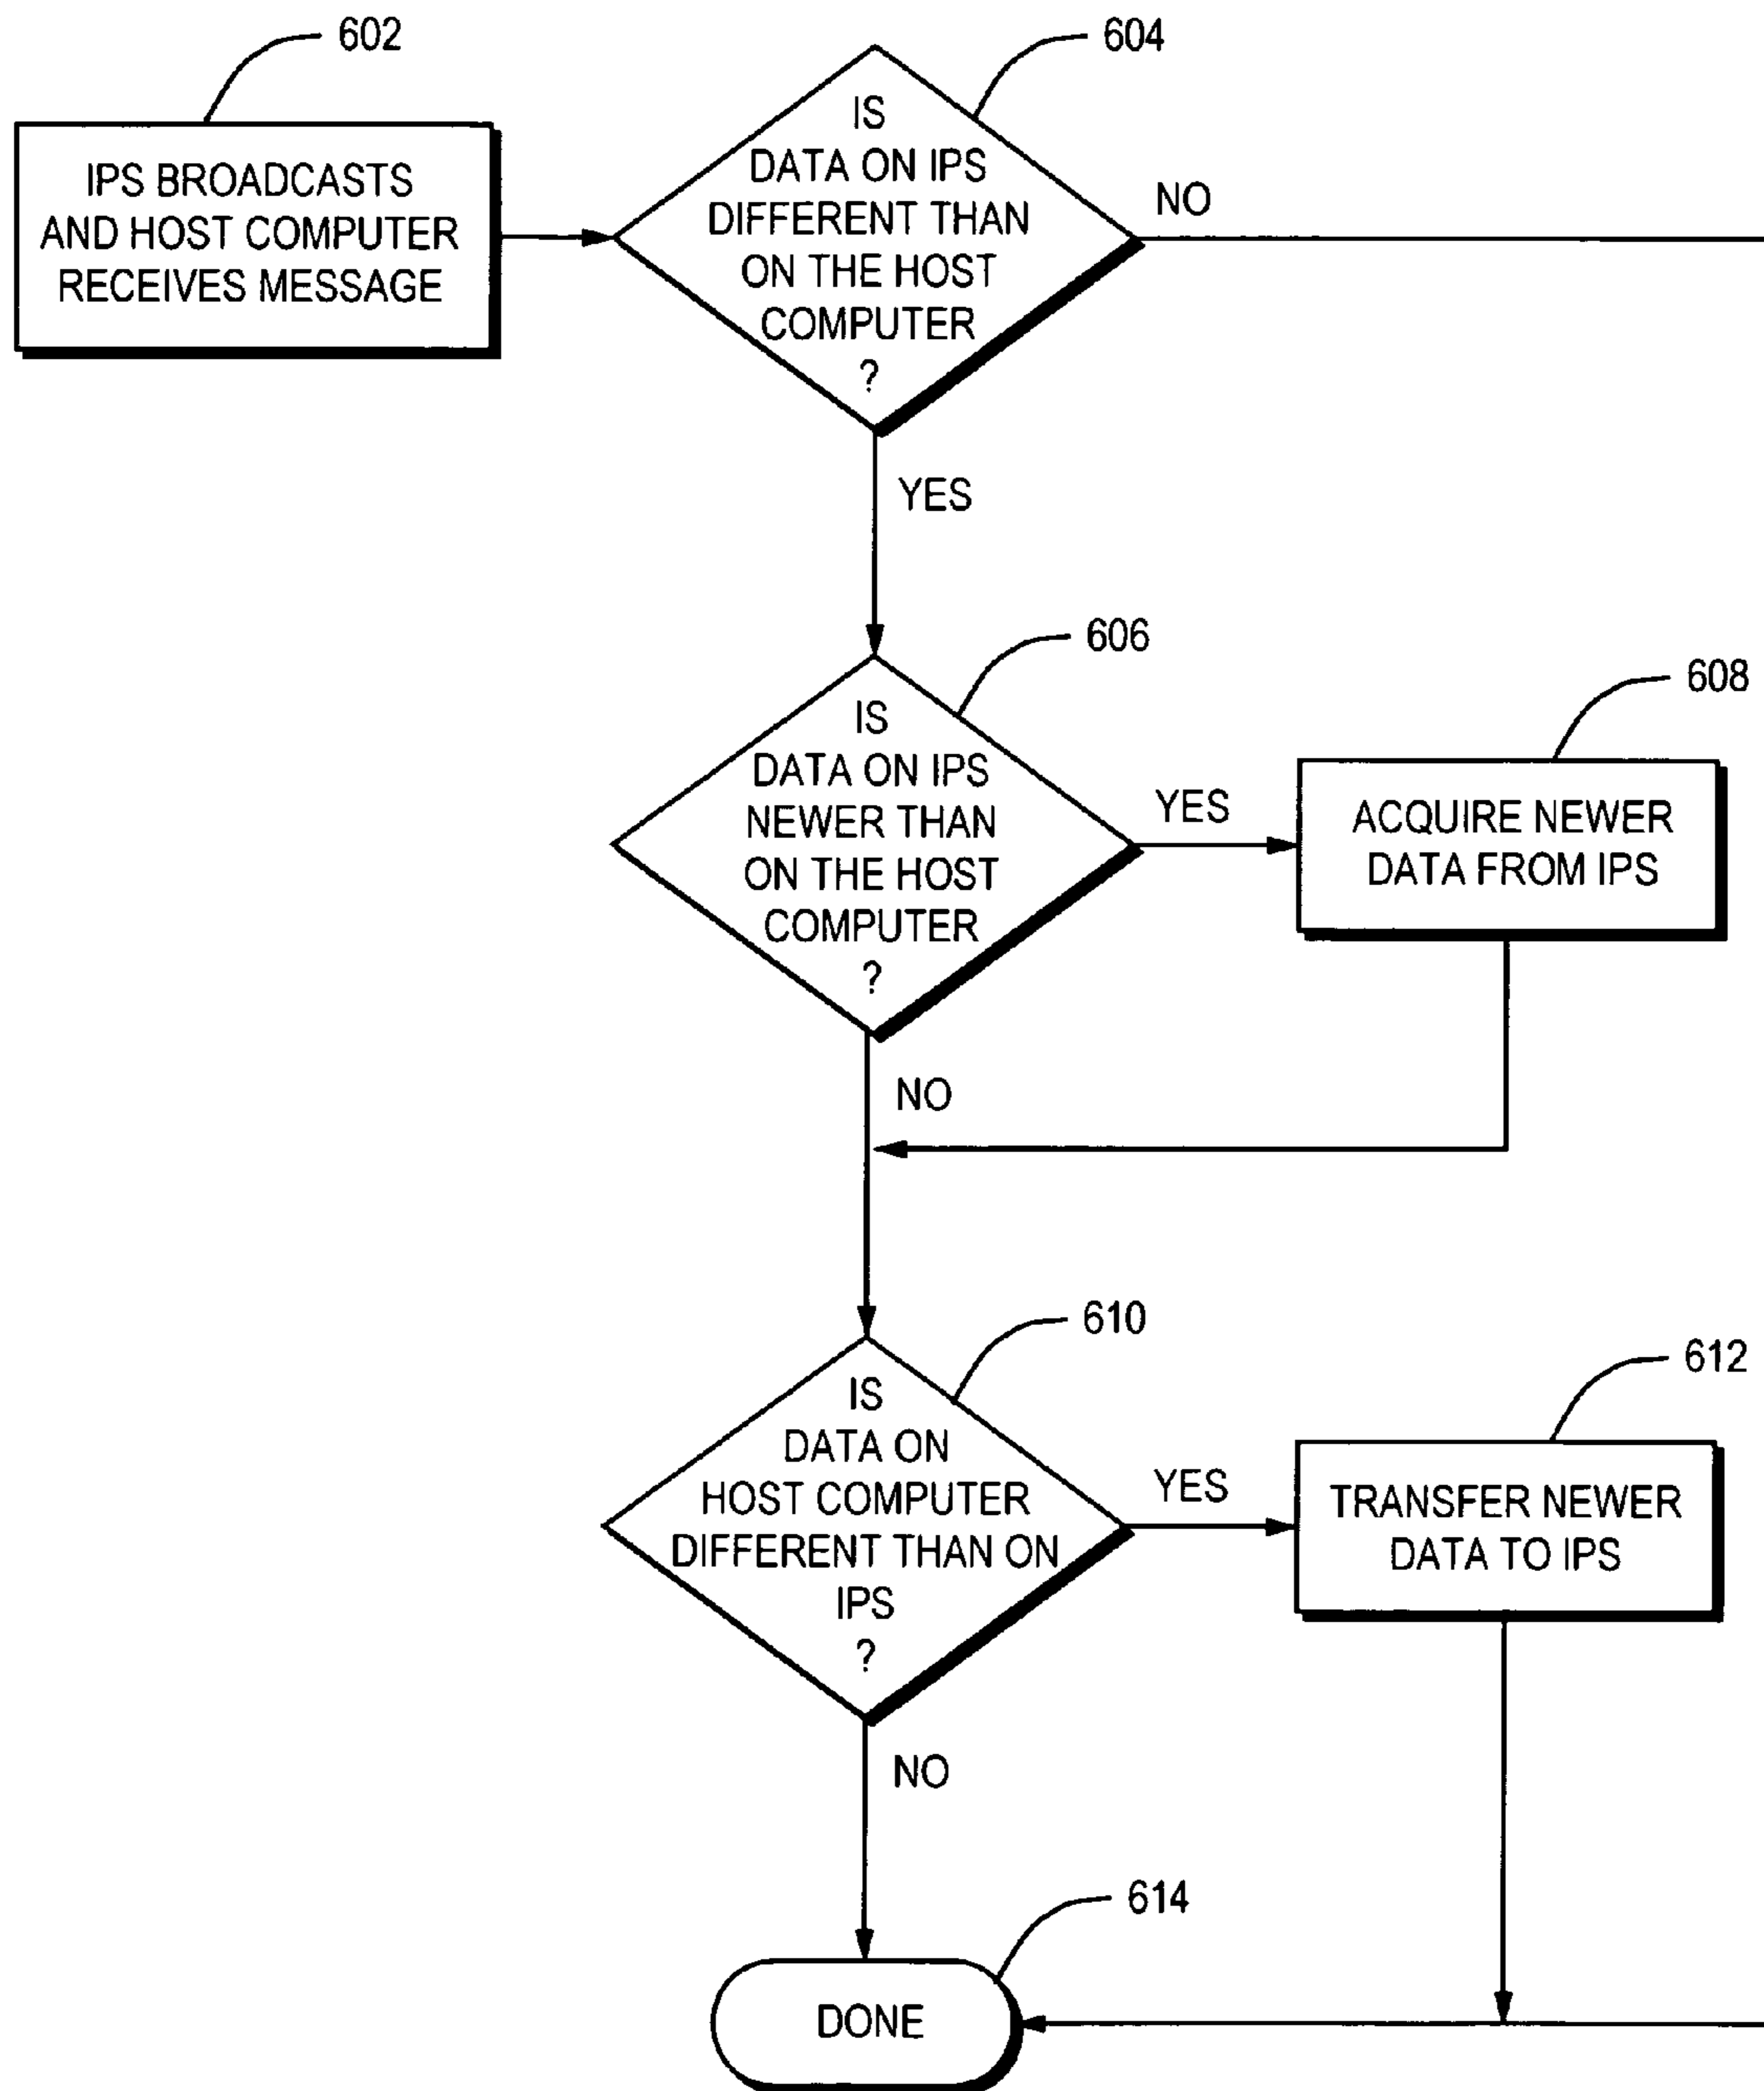 602
IPS BROADCASTS
AND HOST COMPUTER
RECEIVES MESSAGE
604
IS
DATA ON IPS
DIFFERENT THAN
ON THE HOST
COMPUTER
?
NO
YES
606
IS
DATA ON IPS
NEWER THAN
ON THE HOST
COMPUTER
?
YES
608
ACQUIRE NEWER
DATA FROM IPS
NO
610
IS
DATA ON
HOST COMPUTER
DIFFERENT THAN ON
IPS
?
YES
612
TRANSFER NEWER
DATA TO IPS
NO
614
DONE